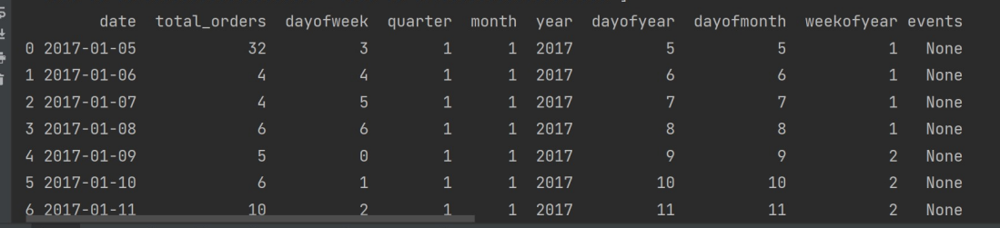 date total_orders dayofweek quarter month year dayofyear dayofmonth weekofyear events
0 2017-01-05 32 3 1 1 2017 5 5 1 None
1 2017-01-06 4 4 1 1 2017 6 6 1 None
2 2017-01-07 4 5 1 1 2017 7 7 1 None
3 2017-01-08 6 6 1 1 2017 8 8 1 None
4 2017-01-09 5 0 1 1 2017 9 9 2 None
5 2017-01-10 6 1 1 1 2017 10 10 2 None
6 2017-01-11 10 2 1 1 2017 11 11 2 None